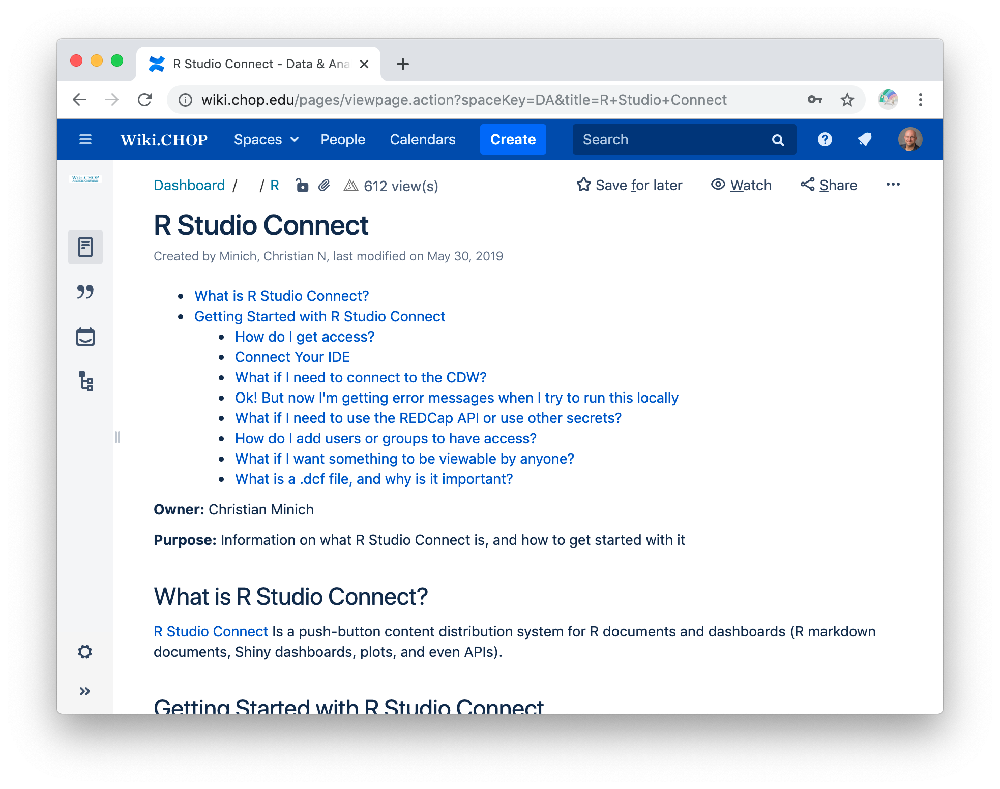 R Studio Connect - Data & Ana
wiki.chop.edu/pages/viewpage.action?spaceKey=DA&title=R+Studio+Connect
Wiki.CHOP Spaces People Calendars Create Search
Wiki.CHOP
Atlassian Confluence
Dashboard / / R 612 view(s) Save for later Watch Share
R Studio Connect
Created by Minich, Christian N, last modified on May 30, 2019
What is R Studio Connect?
Getting Started with R Studio Connect
How do I get access?
Connect Your IDE
What if I need to connect to the CDW?
Ok! But now I'm getting error messages when I try to run this locally
What if I need to use the REDCap API or use other secrets?
How do I add users or groups to have access?
What if I want something to be viewable by anyone?
What is a .dcf file, and why is it important?
Owner: Christian Minich
Purpose: Information on what R Studio Connect is, and how to get started with it
What is R Studio Connect?
R Studio Connect Is a push-button content distribution system for R documents and dashboards (R markdown
documents, Shiny dashboards, plots, and even APIs).
Getting Started with R Studio Connect